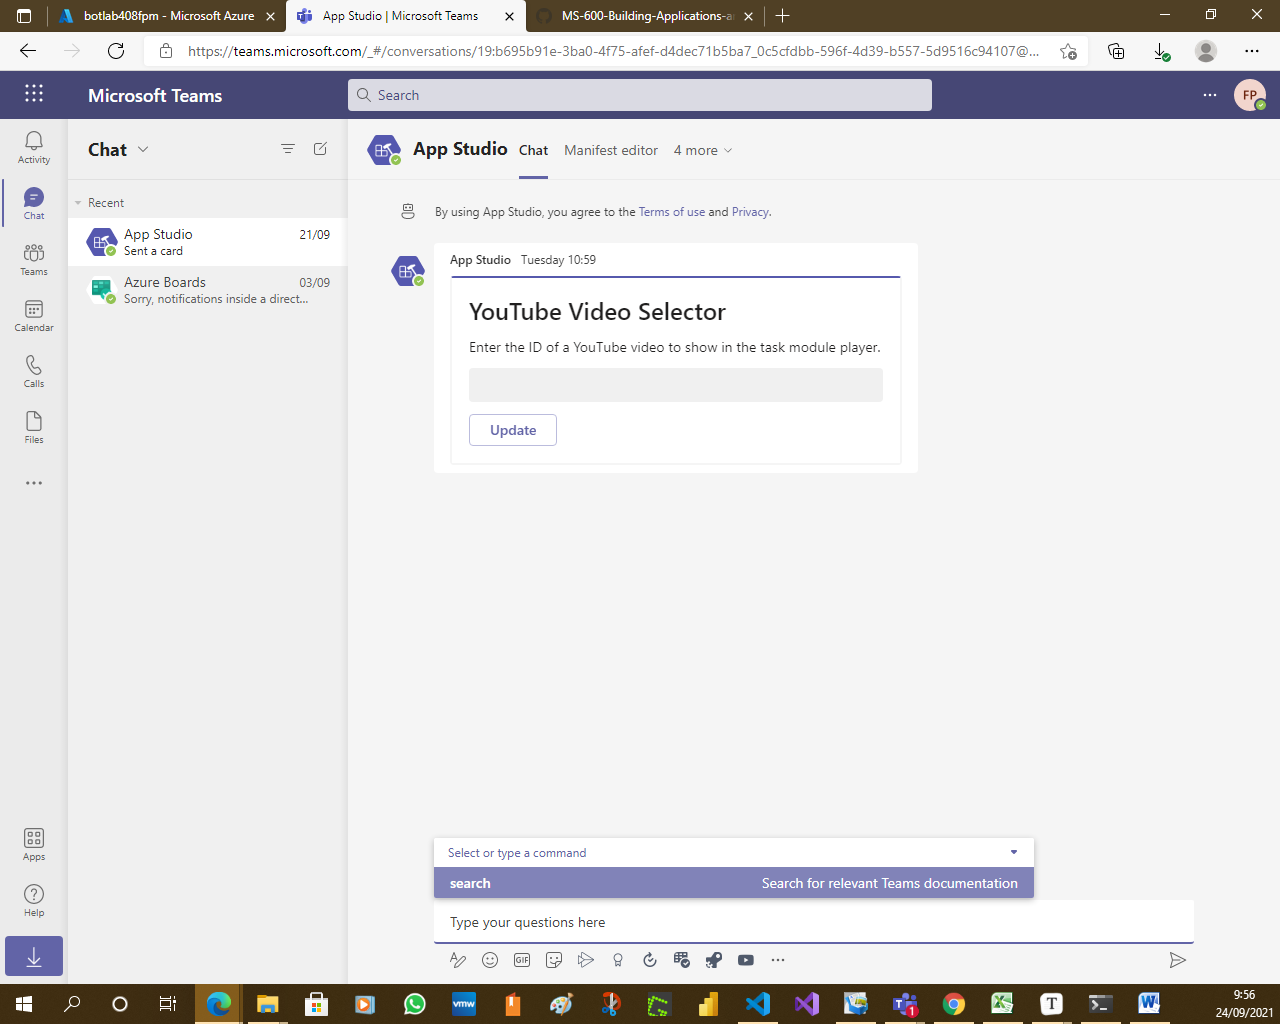 botlab408fpm - Microsoft Azure
App Studio | Microsoft Teams
MS-600-Building-Applications-a
https://teams.microsoft.com/_#/conversations/19:b695b91e-3ba0-4f75-afef-d4dec71b5ba7_0c5cfdbb-596f-4d39-b557-5d9516c94107@...
Microsoft Teams
Search
FP
Activity
Chat
Teams
Calendar
Calls
Files
Apps
Help
Chat
Recent
App Studio 21/09
Sent a card
Azure Boards 03/09
Sorry, notifications inside a direct...
App Studio Chat Manifest editor 4 more
By using App Studio, you agree to the Terms of use and Privacy.
App Studio Tuesday 10:59
YouTube Video Selector
Enter the ID of a YouTube video to show in the task module player.
Update
Select or type a command
search Search for relevant Teams documentation
Type your questions here
GIF
vmw
1
T
9:56
24/09/2021